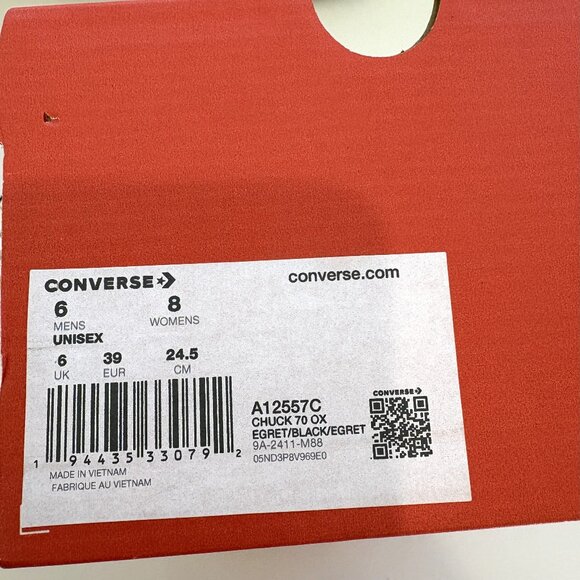 CONVERSE
converse.com
6 8
MENS WOMENS
UNISEX
6 39 24.5
UK EUR CM
A12557C
CHUCK 70 OX
EGRET/BLACK/EGRET
9A-2411-M88
05ND3P8V969E0
CONVERSE
1 94435 33079 2
MADE IN VIETNAM
FABRIQUE AU VIETNAM